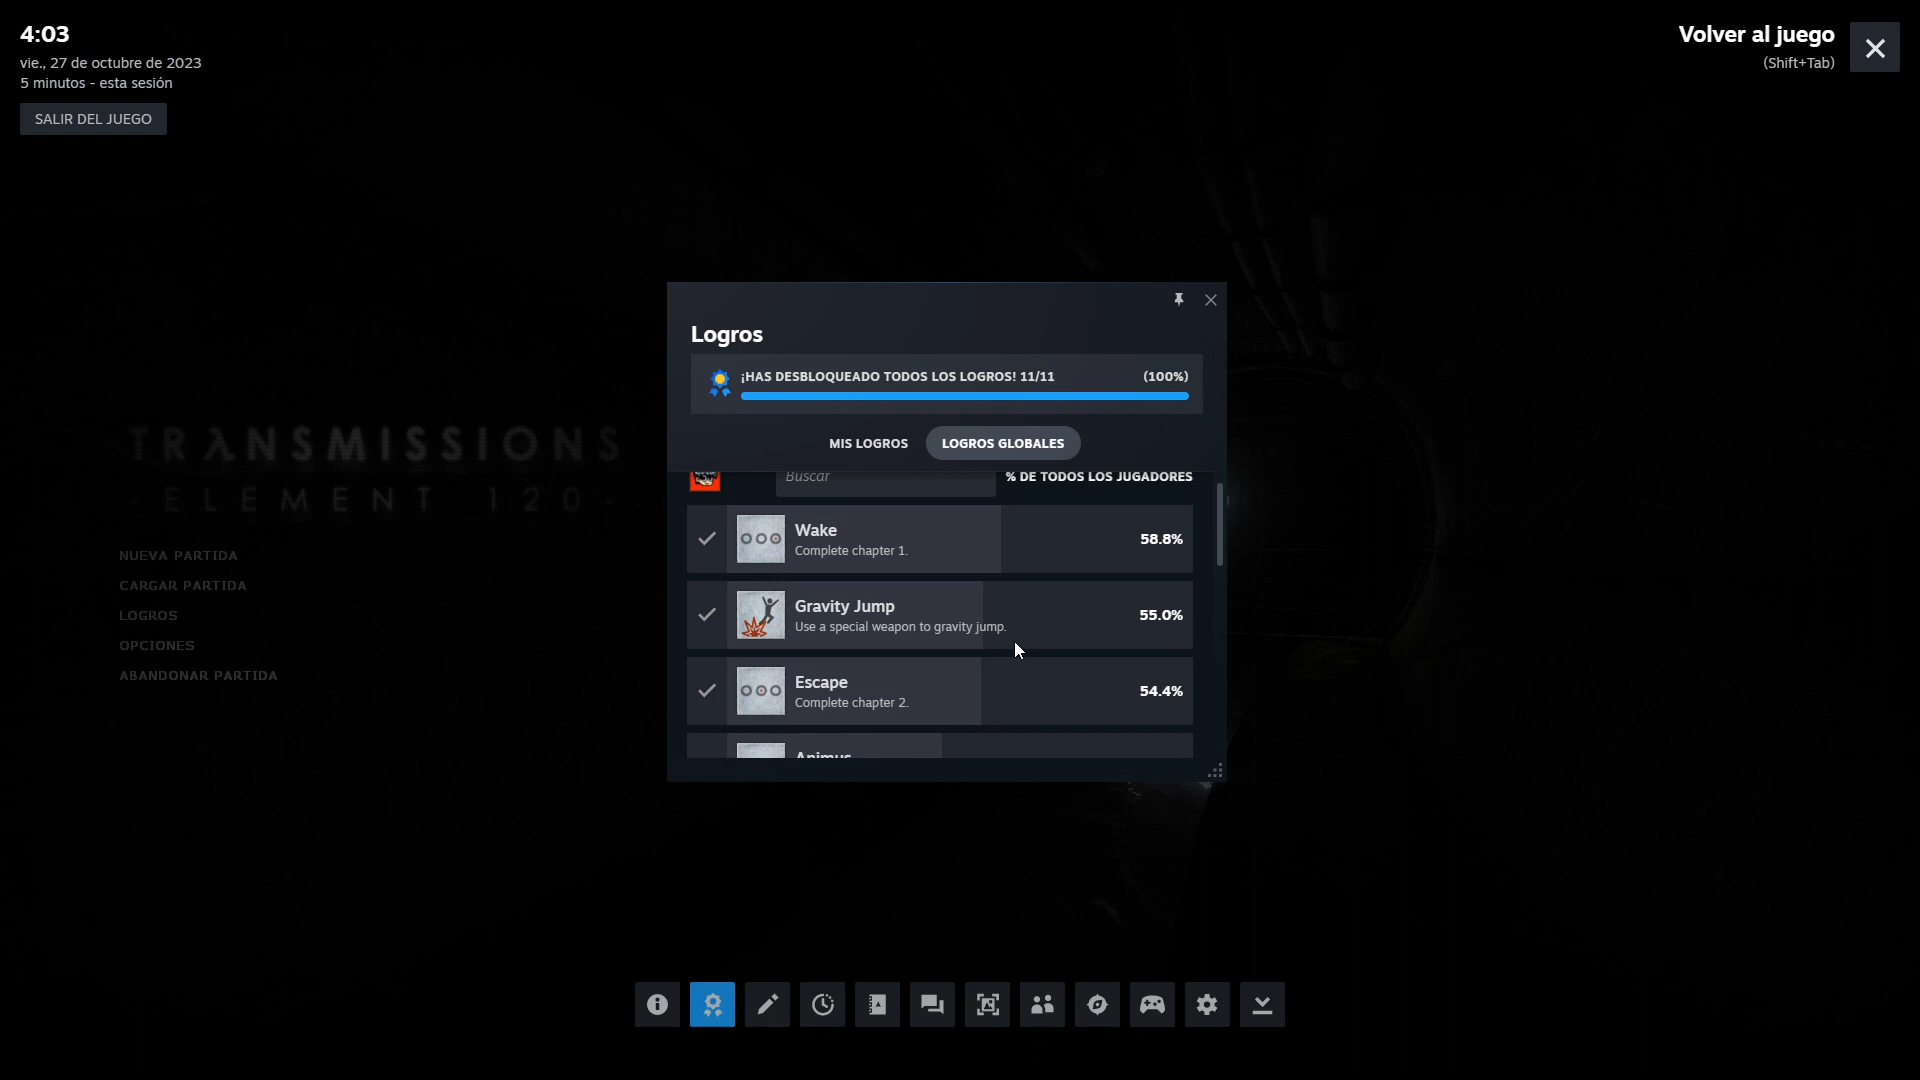 4:03
vie., 27 de octubre de 2023
5 minutos - esta sesión
SALIR DEL JUEGO
Volver al juego
(Shift+Tab)
TRΛNSMISSIONS
- ELEMENT 120 -
NUEVA PARTIDA
CARGAR PARTIDA
LOGROS
OPCIONES
ABANDONAR PARTIDA
Logros
¡HAS DESBLOQUEADO TODOS LOS LOGROS! 11/11 (100%)
MIS LOGROS LOGROS GLOBALES
Buscar % DE TODOS LOS JUGADORES
Wake
Complete chapter 1.
58.8%
Gravity Jump
Use a special weapon to gravity jump.
55.0%
Escape
Complete chapter 2.
54.4%
Animus